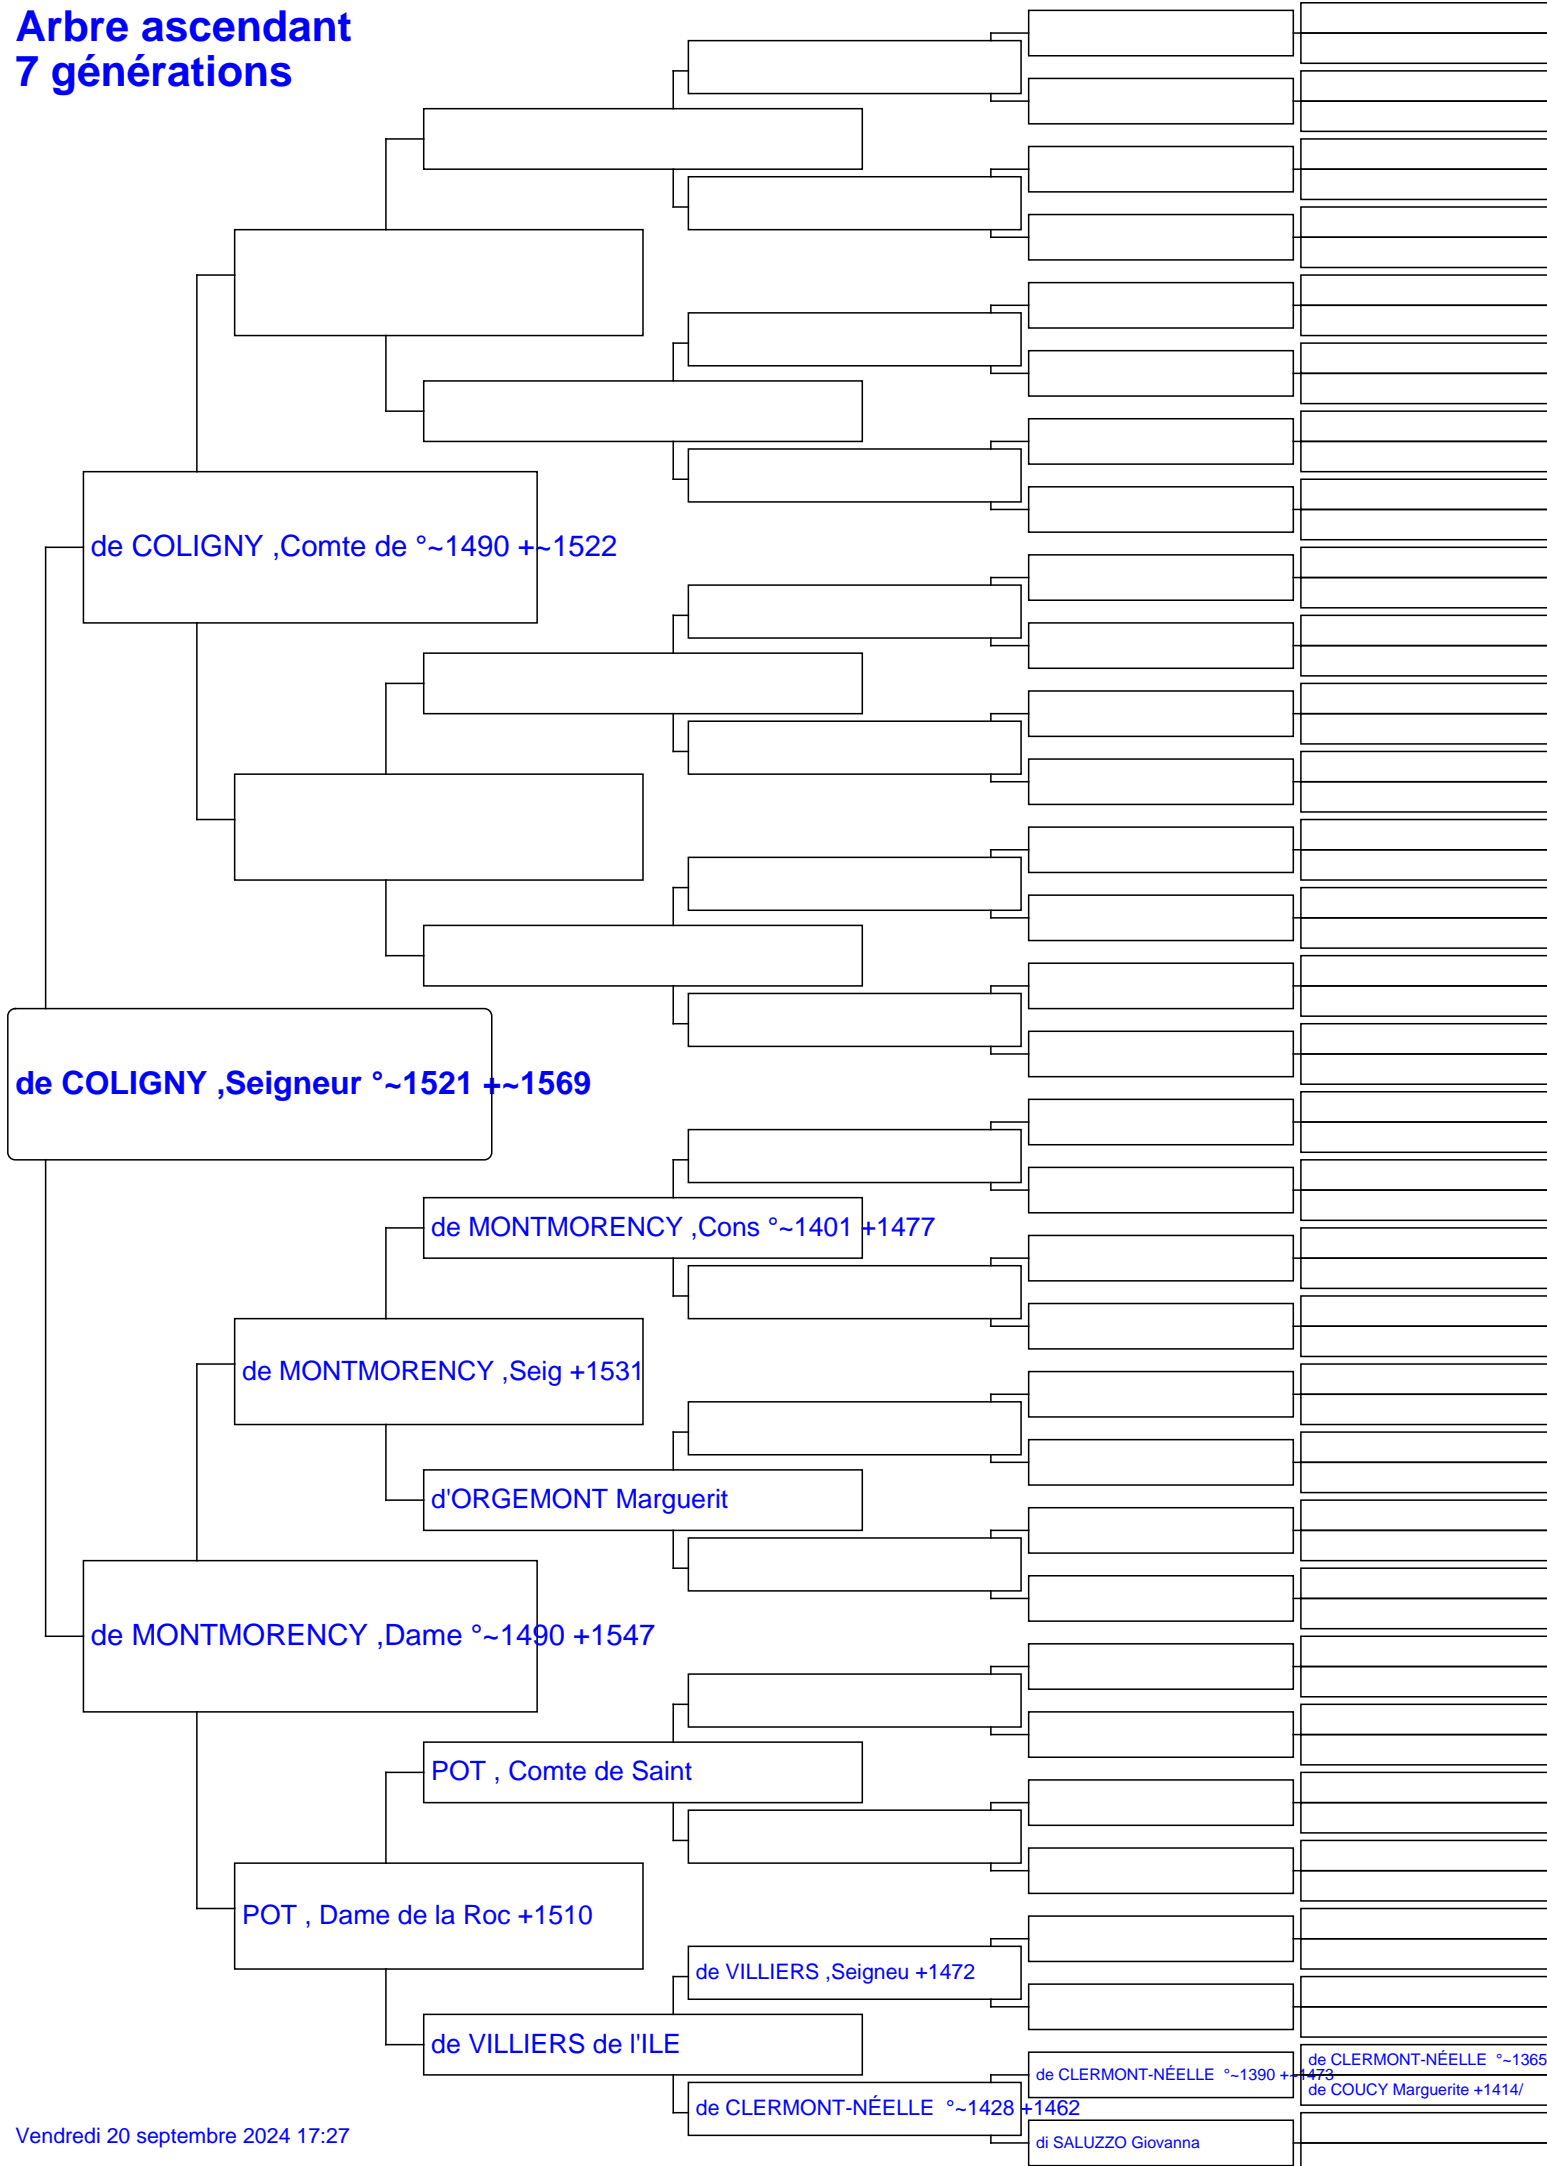 Arbre ascendant
7 générations
de COLIGNY ,Comte de °~1490 +~1522
de COLIGNY ,Seigneur °~1521 +~1569
de MONTMORENCY ,Cons °~1401 +1477
de MONTMORENCY ,Seig +1531
d'ORGEMONT Marguerit
de MONTMORENCY ,Dame °~1490 +1547
POT , Comte de Saint
POT , Dame de la Roc +1510
de VILLIERS ,Seigneu +1472
de VILLIERS de l'ILE
de CLERMONT-NÉELLE °~1365
de CLERMONT-NÉELLE °~1390 +~1473
de COUCY Marguerite +1414/
de CLERMONT-NÉELLE °~1428 +1462
di SALUZZO Giovanna
Vendredi 20 septembre 2024 17:27